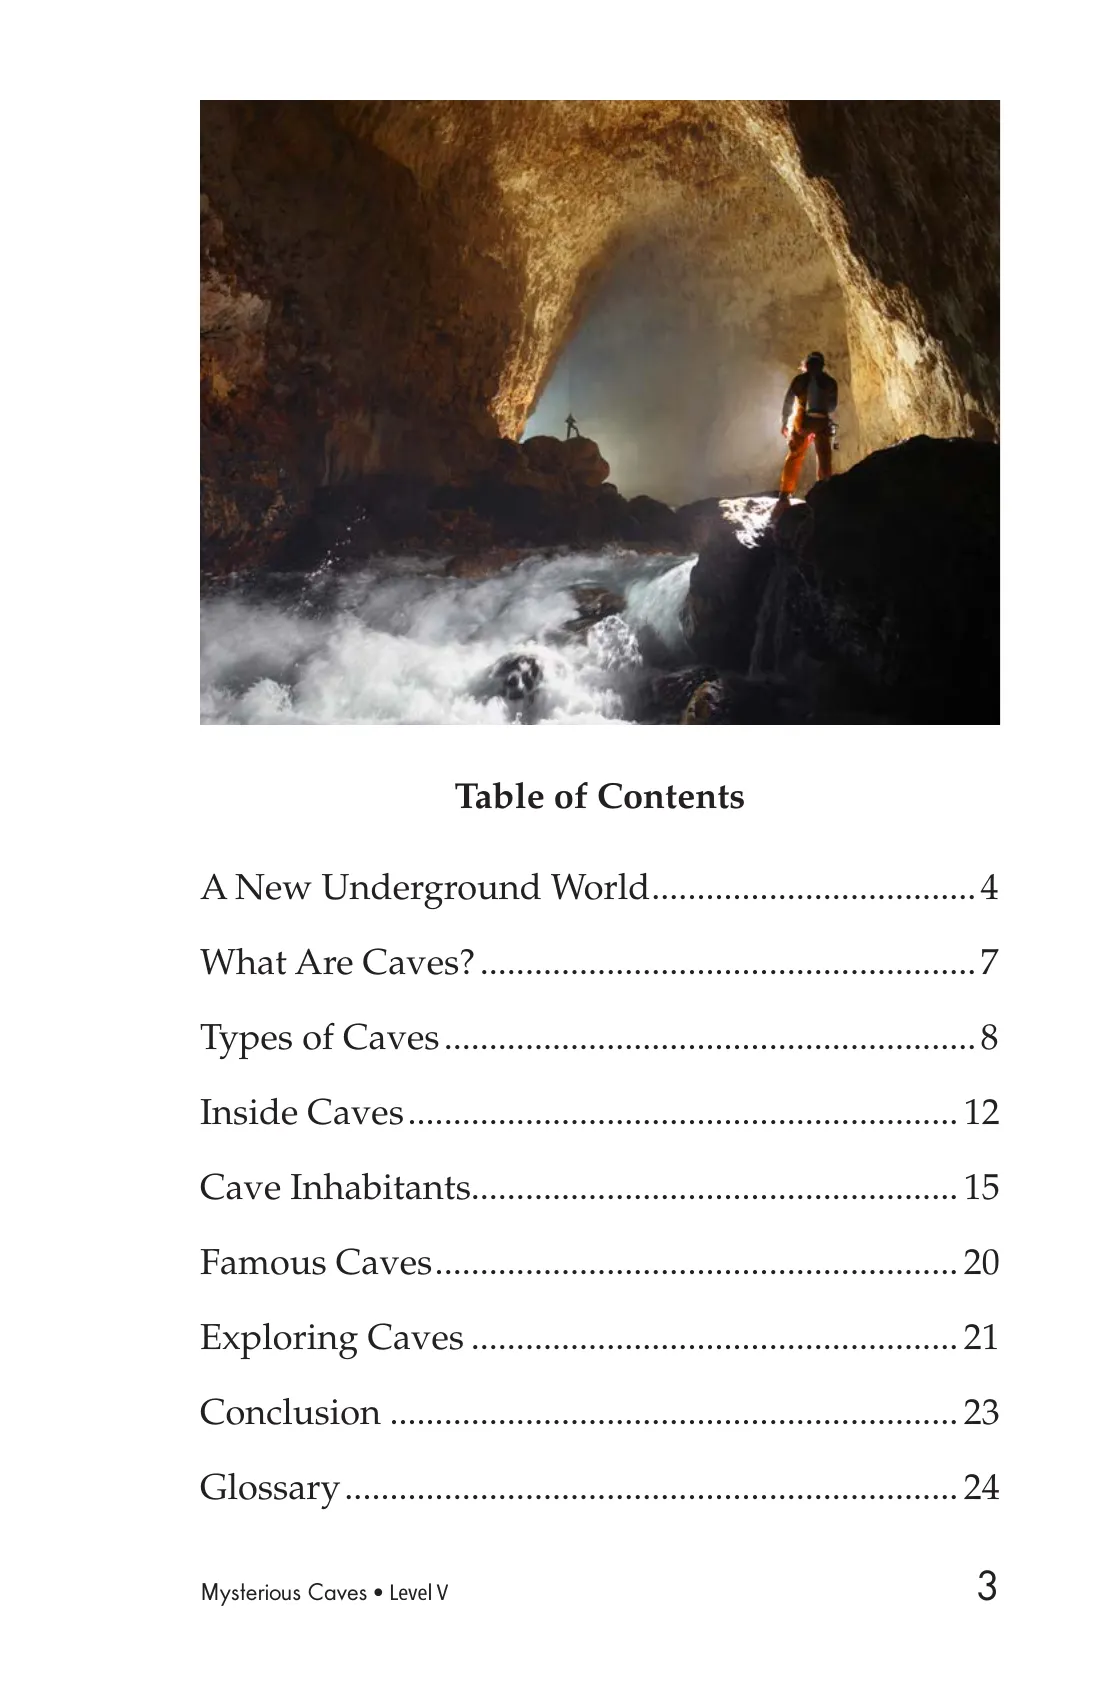 Table of Contents
A New Underground World.................................... 4
What Are Caves?....................................................... 7
Types of Caves........................................................... 8
Inside Caves............................................................. 12
Cave Inhabitants...................................................... 15
Famous Caves.......................................................... 20
Exploring Caves ...................................................... 21
Conclusion ............................................................... 23
Glossary.................................................................... 24
Mysterious Caves • Level V 3